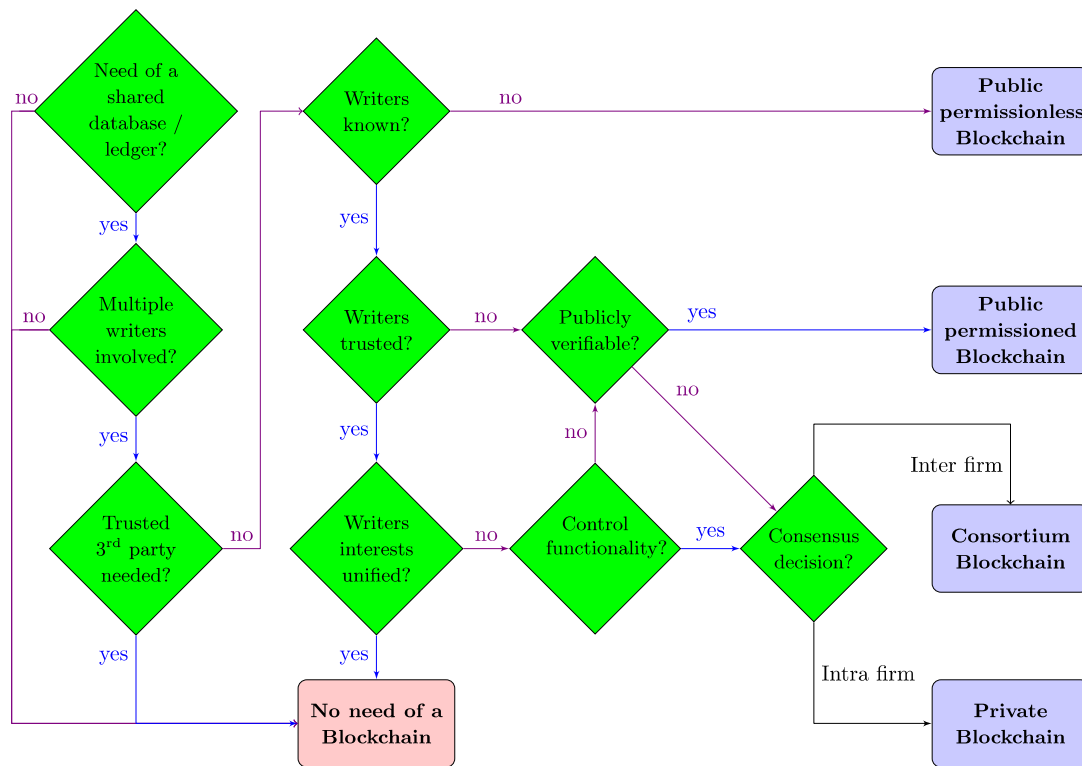 Need of a
shared
database /
ledger?
no
yes
Multiple
writers
involved?
no
yes
Trusted
3rd party
needed?
no
yes
Writers
known?
no
yes
Writers
trusted?
no
yes
Writers
interests
unified?
no
yes
No need of a
Blockchain
Publicly
verifiable?
yes
no
Control
functionality?
no
yes
Consensus
decision?
Inter firm
Intra firm
Public
permissionless
Blockchain
Public
permissioned
Blockchain
Consortium
Blockchain
Private
Blockchain